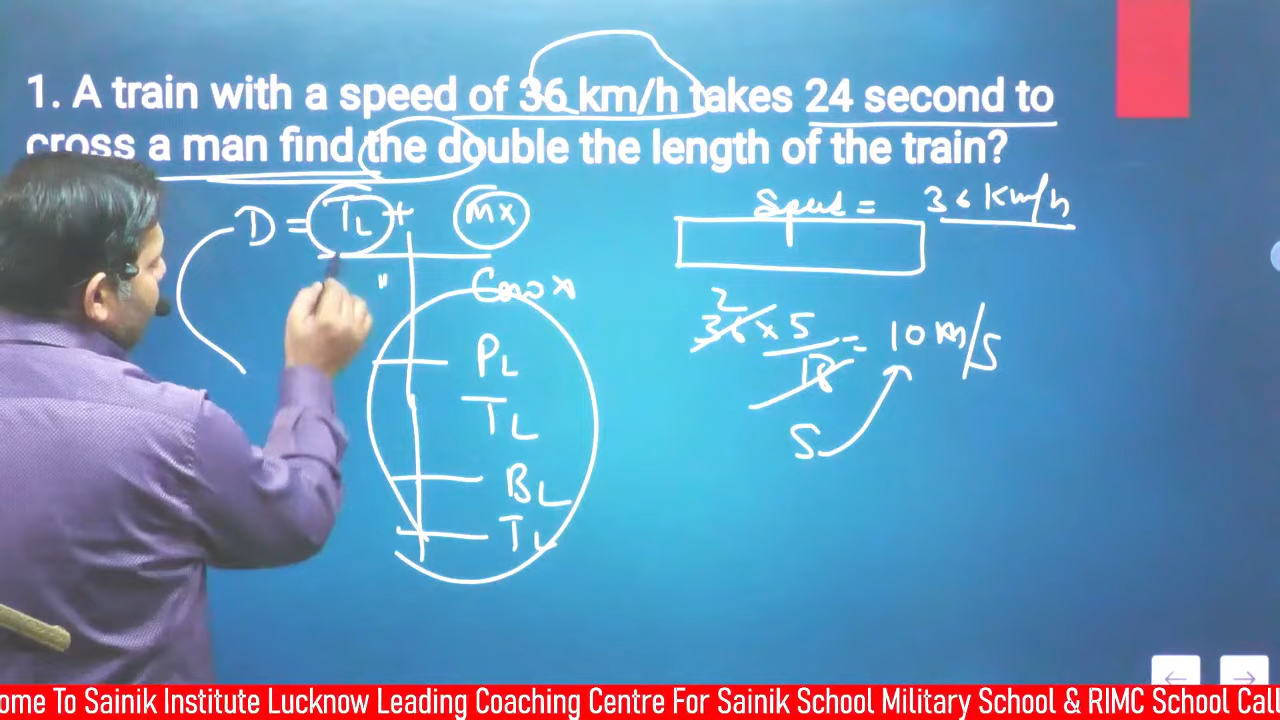 1. A train with a speed of 36 km/h takes 24 second to
cross a man find the double the length of the train?
D = TL + Mx
Speed = 36 Km/h
"
36 x 5 = 10 m/s
2
18
PL
TL
S
BL
TL
ome To Sainik Institute Lucknow Leading Coaching Centre For Sainik School Military School & RIMC School Call